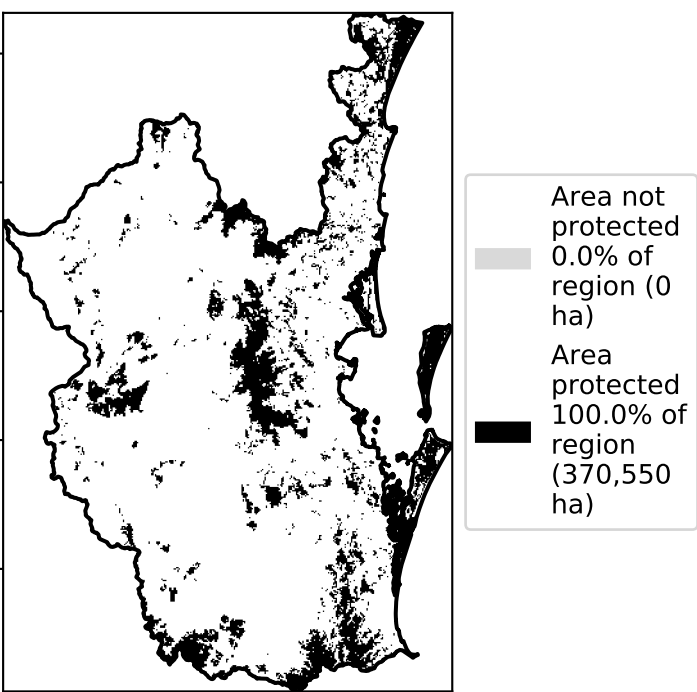 Area not
protected
0.0% of
region (0
ha)
Area
protected
100.0% of
region
(370,550
ha)